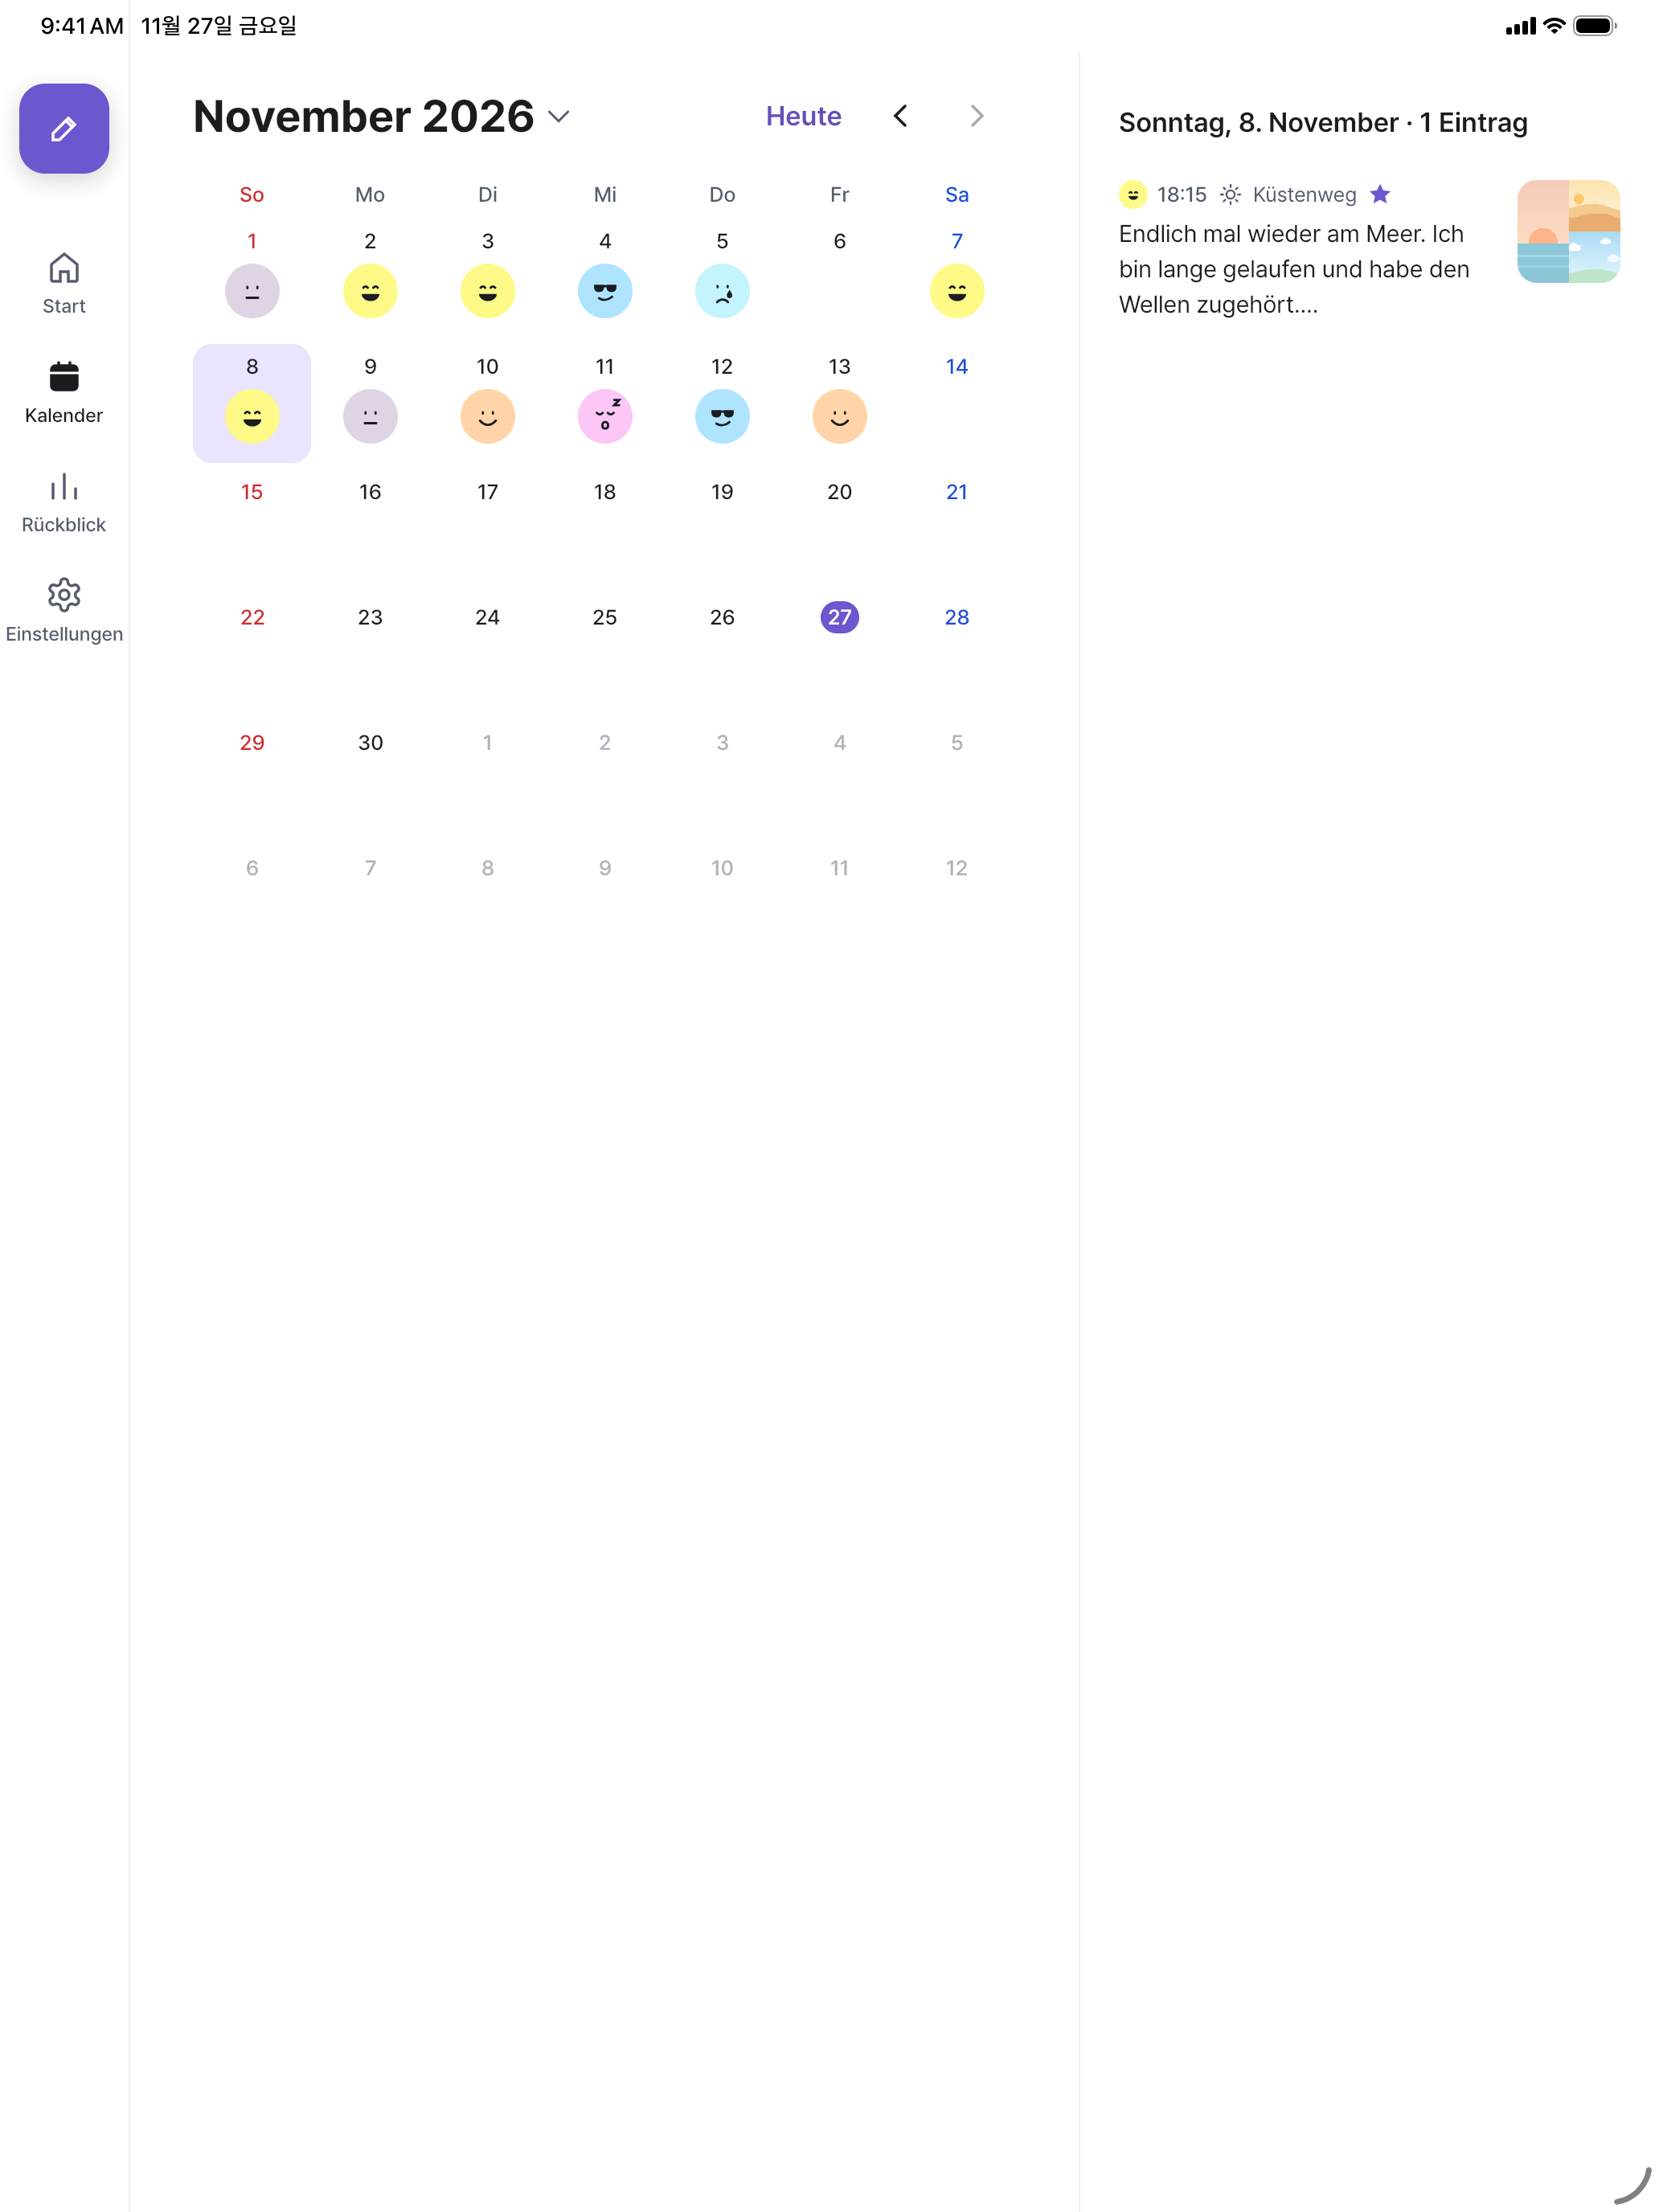 9:41 AM 11월 27일 금요일
Start
Kalender
Rückblick
Einstellungen
November 2026
Heute
So Mo Di Mi Do Fr Sa
1 2 3 4 5 6 7
8 9 10 11 12 13 14
15 16 17 18 19 20 21
22 23 24 25 26 27 28
29 30 1 2 3 4 5
6 7 8 9 10 11 12
Sonntag, 8. November · 1 Eintrag
18:15 Küstenweg
Endlich mal wieder am Meer. Ich
bin lange gelaufen und habe den
Wellen zugehört....